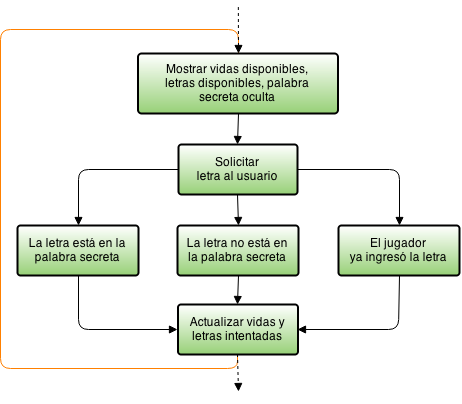 Mostrar vidas disponibles,
letras disponibles, palabra
secreta oculta
Solicitar
letra al usuario
La letra está en la
palabra secreta
La letra no está en
la palabra secreta
El jugador
ya ingresó la letra
Actualizar vidas y
letras intentadas